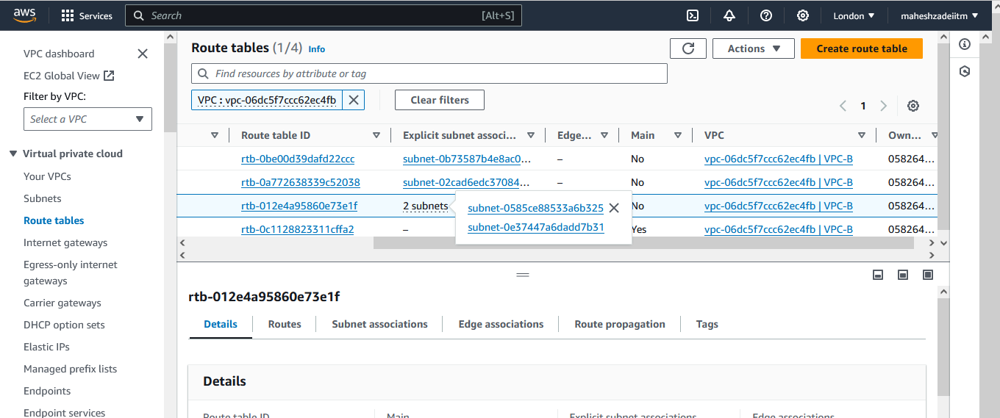 aws
Services
Search
[Alt+S]
London
maheshzadeiitm
VPC dashboard
EC2 Global View
Filter by VPC:
Select a VPC
Virtual private cloud
Your VPCs
Subnets
Route tables
Internet gateways
Egress-only internet
gateways
Carrier gateways
DHCP option sets
Elastic IPs
Managed prefix lists
Endpoints
Endpoint services
Route tables (1/4) Info
Actions
Create route table
Find resources by attribute or tag
VPC : vpc-06dc5f7ccc62ec4fb
Clear filters
1
Route table ID Explicit subnet associ... Edge... Main VPC Own...
rtb-0be00d39dafd22ccc subnet-0b73587b4e8ac0... – No vpc-06dc5f7ccc62ec4fb | VPC-B 058264...
rtb-0a772638339c52038 subnet-02cad6edc37084... – No vpc-06dc5f7ccc62ec4fb | VPC-B 058264...
rtb-012e4a95860e73e1f 2 subnets No vpc-06dc5f7ccc62ec4fb | VPC-B 058264...
subnet-0585ce88533a6b325
subnet-0e37447a6dadd7b31
rtb-0c1128823311cffa2 – Yes vpc-06dc5f7ccc62ec4fb | VPC-B 058264...
rtb-012e4a95860e73e1f
Details Routes Subnet associations Edge associations Route propagation Tags
Details
Route table ID Main Explicit subnet associations Edge associations